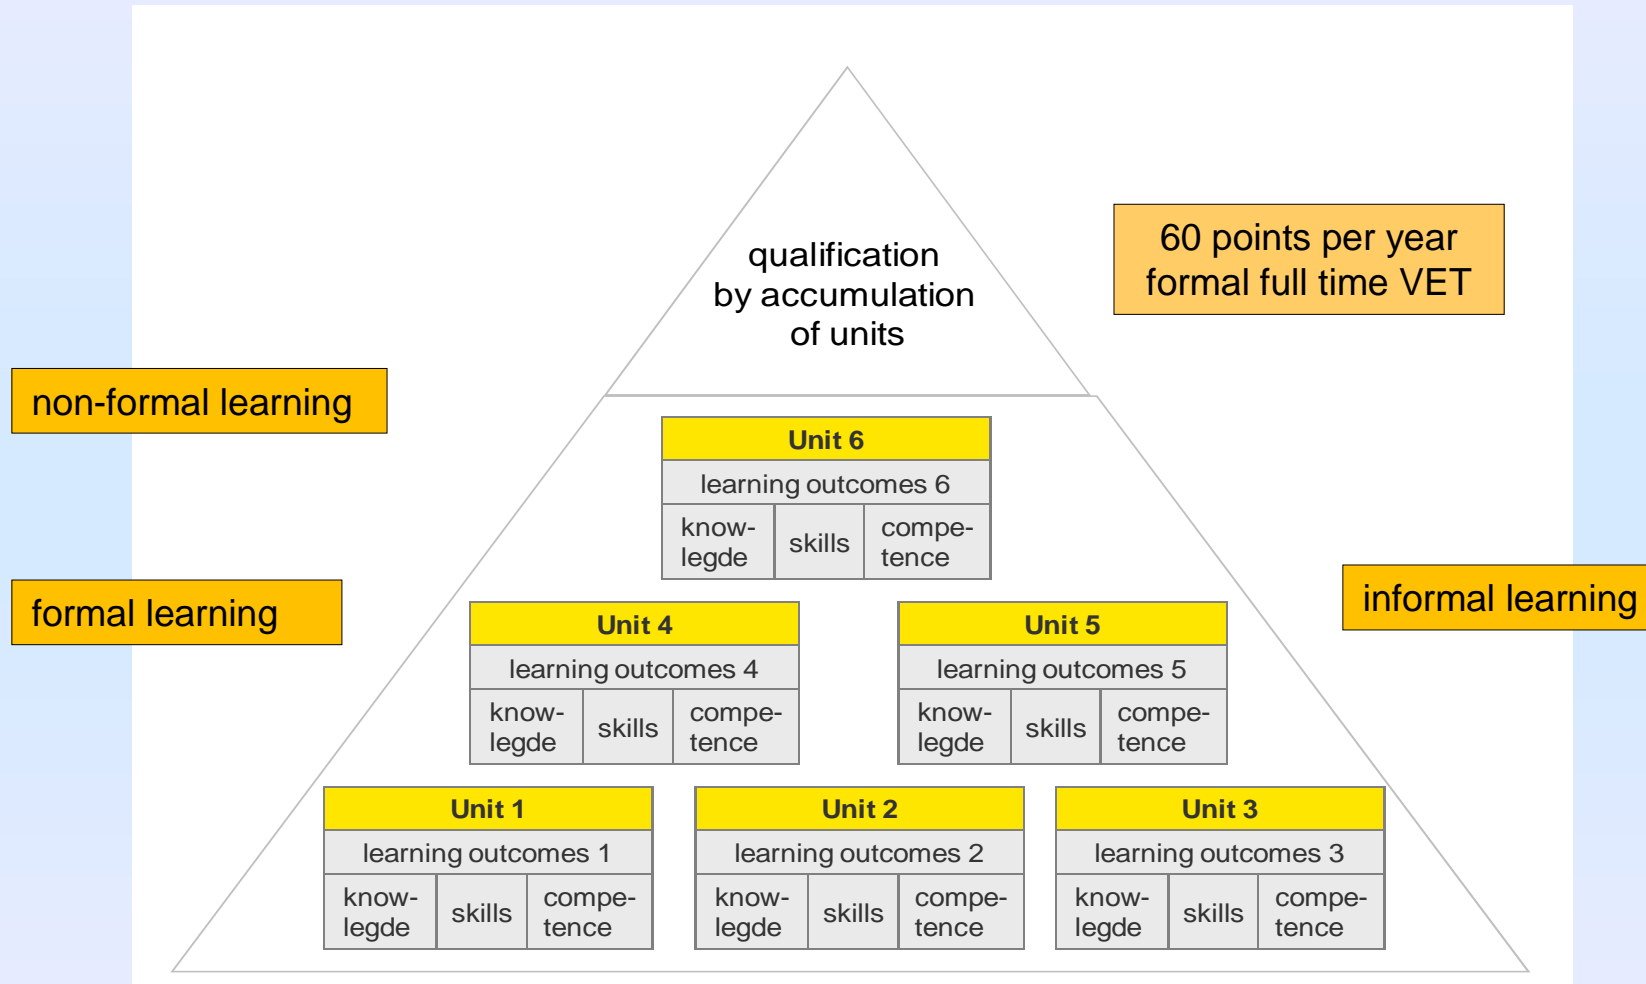 qualification
by accumulation
of units
60 points per year
formal full time VET
non-formal learning
formal learning
informal learning
Unit 6
learning outcomes 6
know-
legde
skills
compe-
tence
Unit 4
learning outcomes 4
know-
legde
skills
compe-
tence
Unit 5
learning outcomes 5
know-
legde
skills
compe-
tence
Unit 1
learning outcomes 1
know-
legde
skills
compe-
tence
Unit 2
learning outcomes 2
know-
legde
skills
compe-
tence
Unit 3
learning outcomes 3
know-
legde
skills
compe-
tence